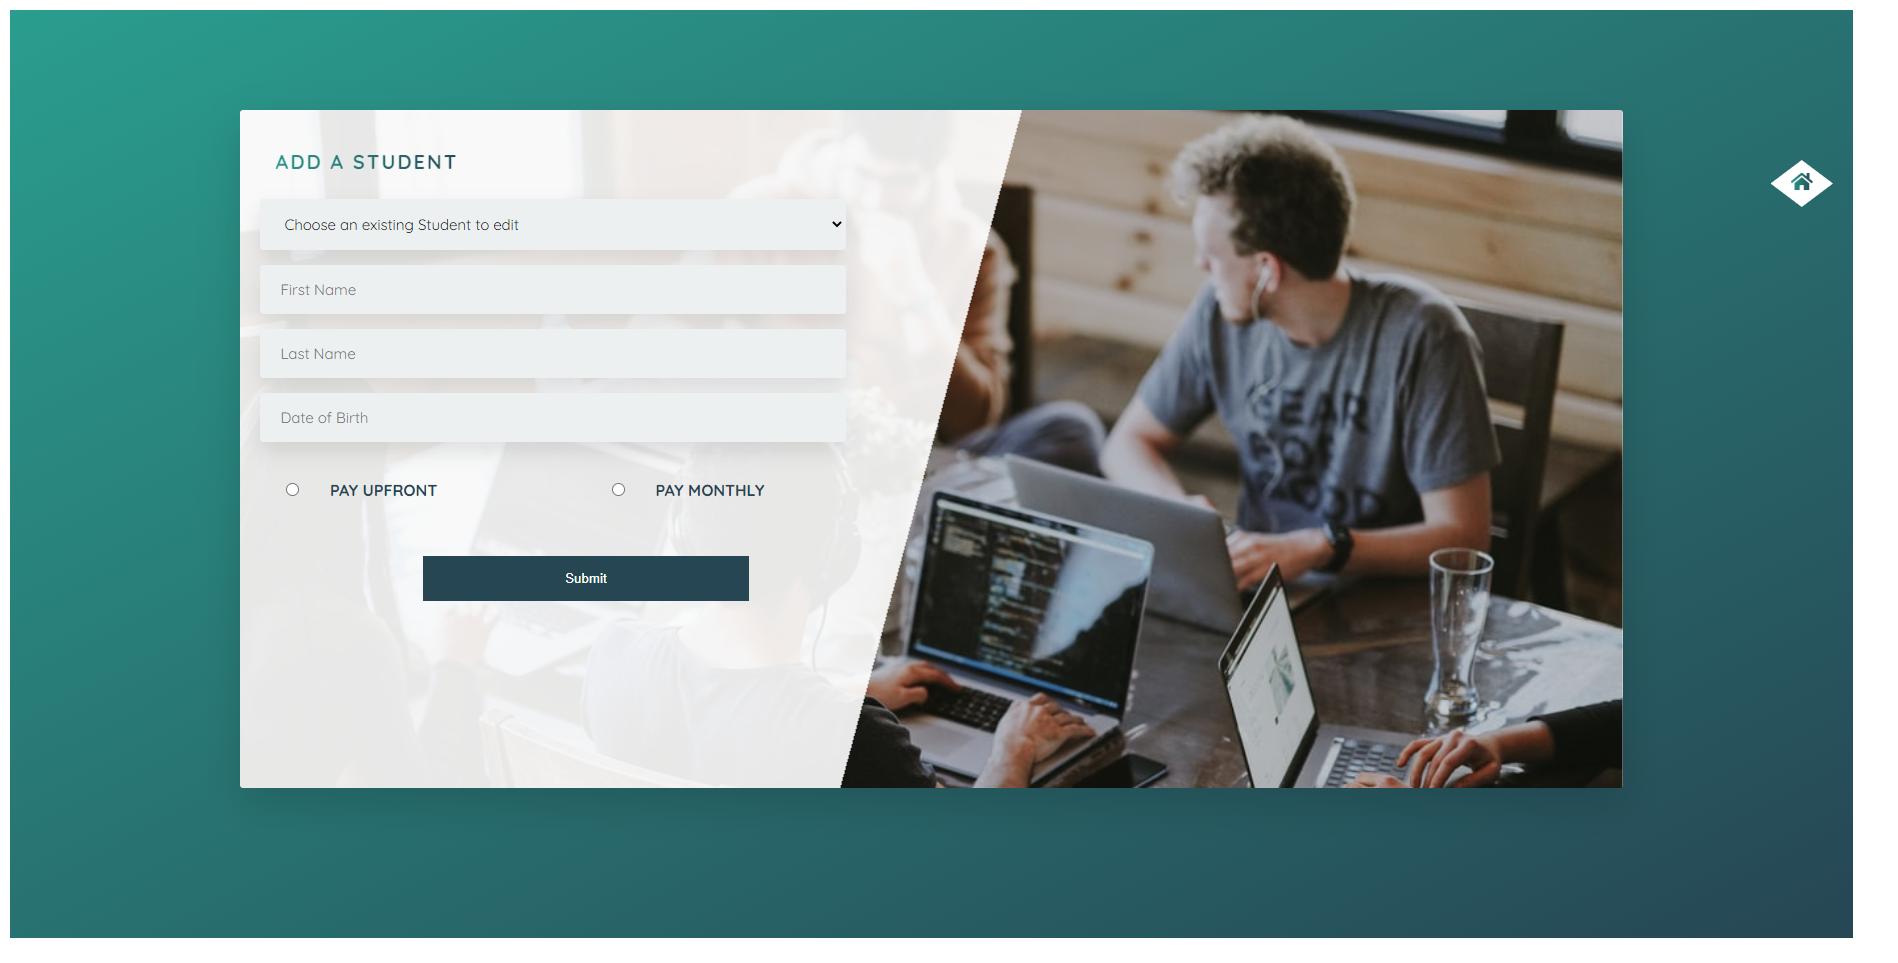 ADD A STUDENT
Choose an existing Student to edit
First Name
Last Name
Date of Birth
PAY UPFRONT
PAY MONTHLY
Submit